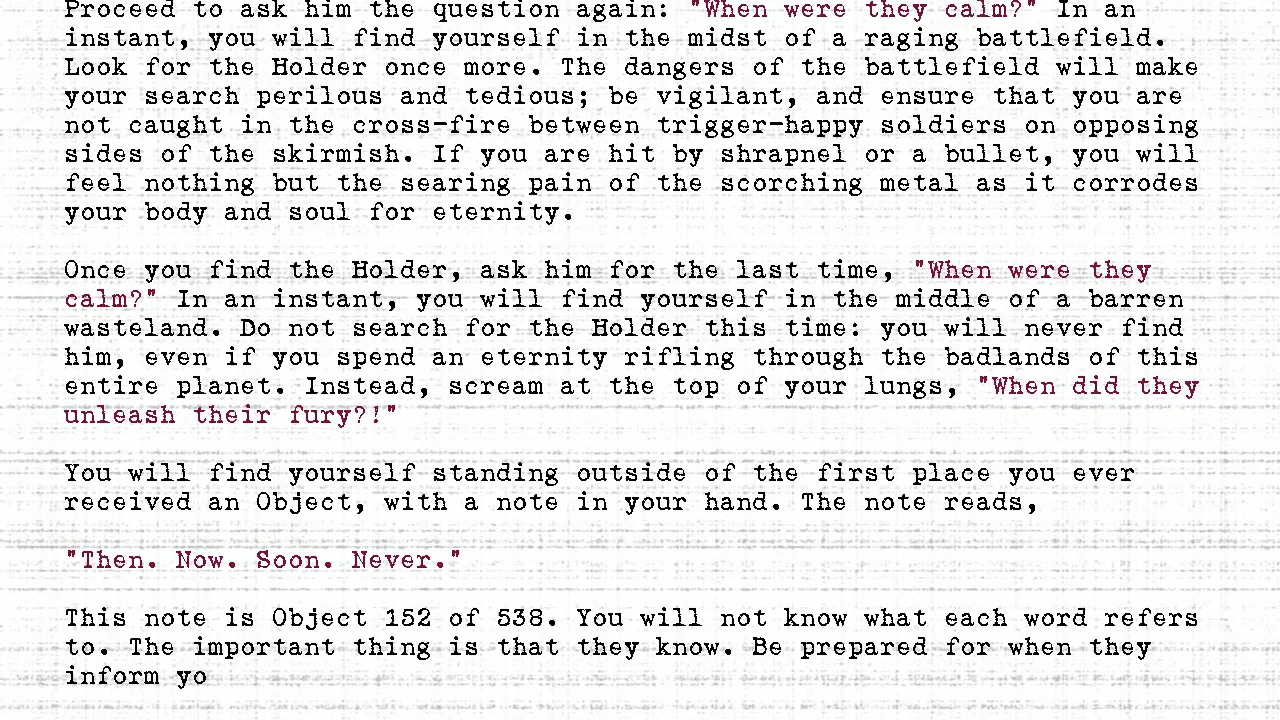 Proceed to ask him the question again: "When were they calm?" In an
instant, you will find yourself in the midst of a raging battlefield.
Look for the Holder once more. The dangers of the battlefield will make
your search perilous and tedious; be vigilant, and ensure that you are
not caught in the cross-fire between trigger-happy soldiers on opposing
sides of the skirmish. If you are hit by shrapnel or a bullet, you will
feel nothing but the searing pain of the scorching metal as it corrodes
your body and soul for eternity.
Once you find the Holder, ask him for the last time, "When were they
calm?" In an instant, you will find yourself in the middle of a barren
wasteland. Do not search for the Holder this time: you will never find
him, even if you spend an eternity rifling through the badlands of this
entire planet. Instead, scream at the top of your lungs, "When did they
unleash their fury?!"
You will find yourself standing outside of the first place you ever
received an Object, with a note in your hand. The note reads,
"Then. Now. Soon. Never."
This note is Object 152 of 538. You will not know what each word refers
to. The important thing is that they know. Be prepared for when they
inform yo